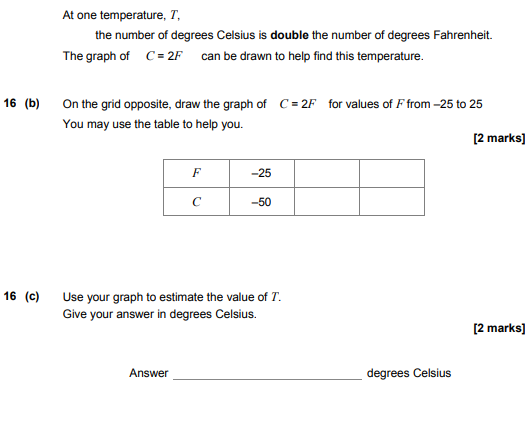 At one temperature, T,
the number of degrees Celsius is double the number of degrees Fahrenheit.
The graph of C = 2F can be drawn to help find this temperature.
16 (b) On the grid opposite, draw the graph of C = 2F for values of F from –25 to 25
You may use the table to help you.
[2 marks]
F –25
C –50
16 (c) Use your graph to estimate the value of T.
Give your answer in degrees Celsius.
[2 marks]
Answer degrees Celsius